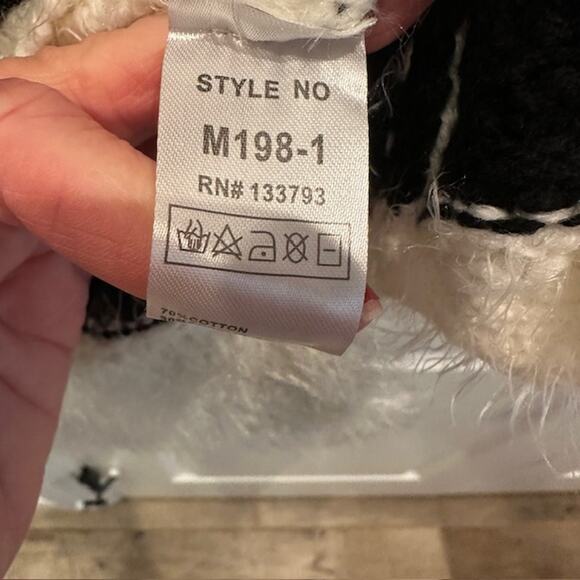 STYLE NO
M198-1
RN# 133793
70% COTTON